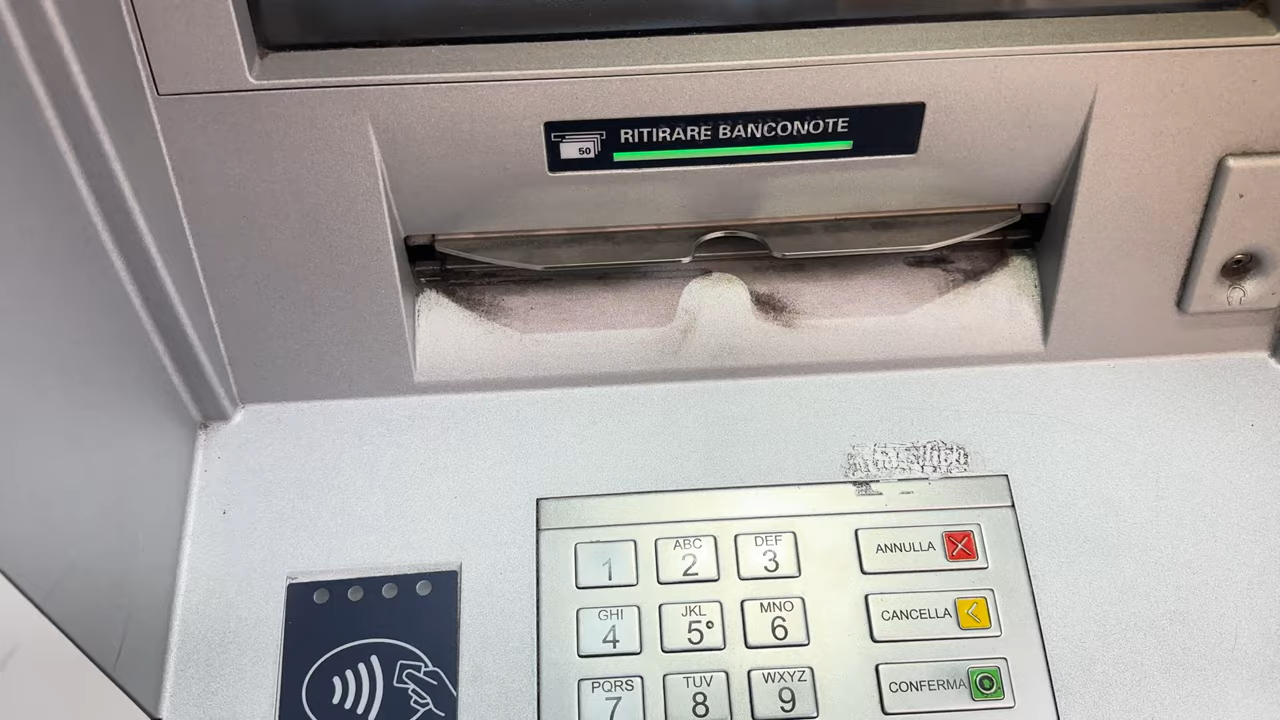 50
RITIRARE BANCONOTE
1
ABC
2
DEF
3
ANNULLA
GHI
4
JKL
5
MNO
6
CANCELLA
PQRS
7
TUV
8
WXYZ
9
CONFERMA